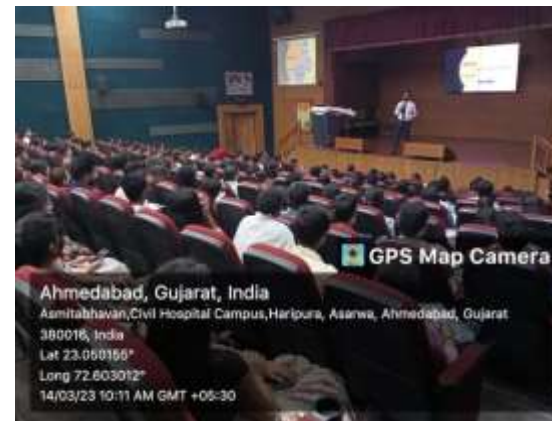 GPS Map Camera
Ahmedabad, Gujarat, India
Asmitabhavan,Civil Hospital Campus,Haripura, Asarwa, Ahmedabad, Gujarat
380016, India
Lat 23.050155°
Long 72.603012°
14/03/23 10:11 AM GMT +05:30